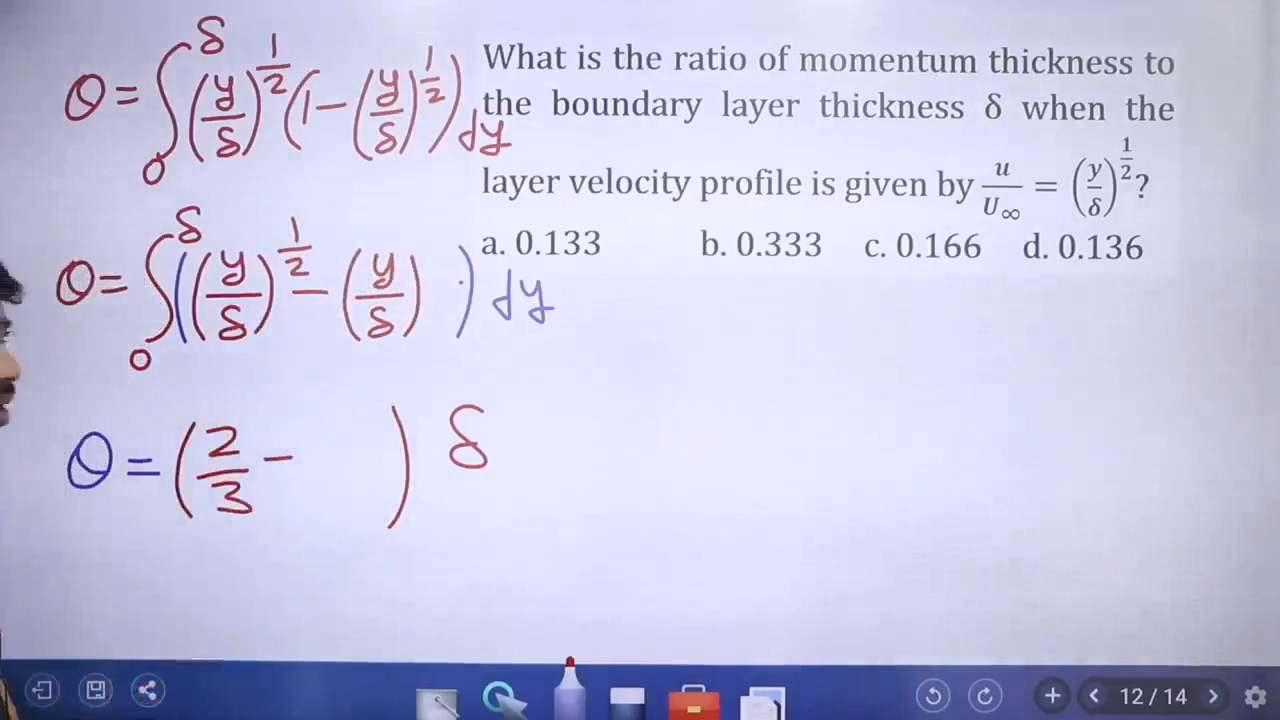 What is the ratio of momentum thickness to
the boundary layer thickness δ when the
layer velocity profile is given by u/U∞ = (y/δ)^1/2?
a. 0.133 b. 0.333 c. 0.166 d. 0.136
θ = ∫₀^δ (y/δ)^1/2 (1 − (y/δ)^1/2) dy
θ = ∫₀^δ ((y/δ)^1/2 − (y/δ)) dy
θ = (2/3 − ) δ
12 / 14